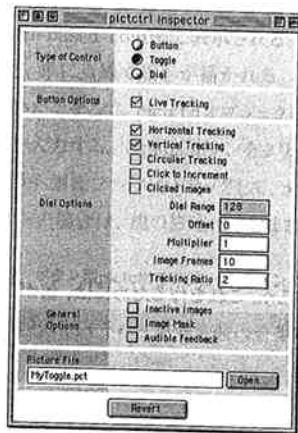 pictctrl Inspector
Type of Control
Button
Toggle
Dial
Button Options
Live Tracking
Dial Options
Horizontal Tracking
Vertical Tracking
Circular Tracking
Click to Increment
Clicked Images
Dial Range 128
Offset 0
Multiplier 1
Image Frames 10
Tracking Ratio 2
General
Options
Inactive Images
Image Mask
Audible Feedback
Picture File
MyToggle.pct
Open...
Revert